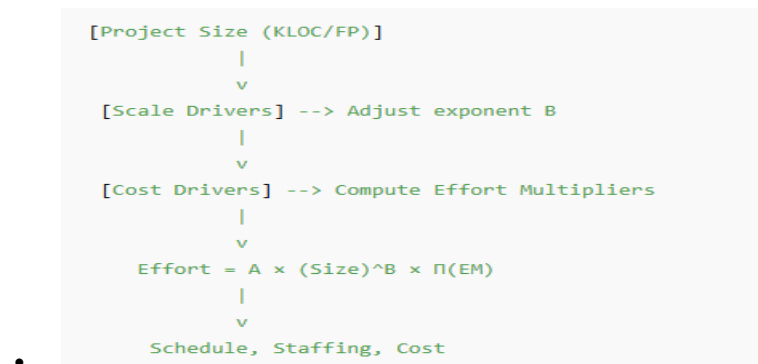 [Project Size (KLOC/FP)]
|
v
[Scale Drivers] --> Adjust exponent B
|
v
[Cost Drivers] --> Compute Effort Multipliers
|
v
Effort = A × (Size)^B × Π(EM)
|
v
Schedule, Staffing, Cost